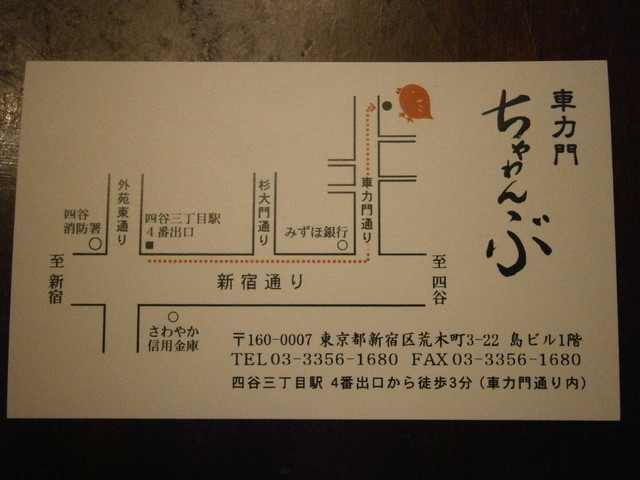 車力門
ちゃわんぶ
外苑東通り
杉大門通り
車力門通り
四谷
消防署
四谷三丁目駅
4番出口
みずほ銀行
至 新宿
新宿通り
至 四谷
さわやか
信用金庫
〒160-0007 東京都新宿区荒木町3-22 島ビル1階
TEL 03-3356-1680 FAX 03-3356-1680
四谷三丁目駅 4番出口から徒歩3分（車力門通り内）